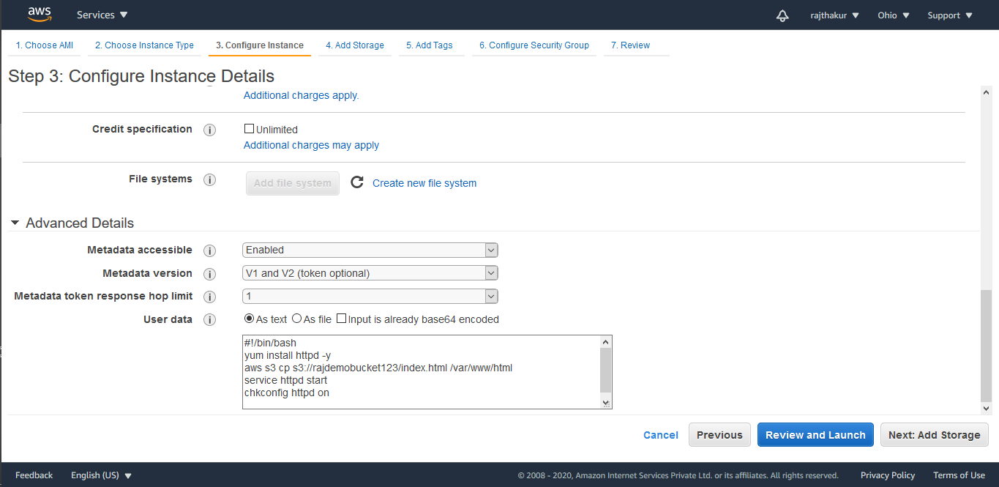 aws Services rajthakur Ohio Support
1. Choose AMI 2. Choose Instance Type 3. Configure Instance 4. Add Storage 5. Add Tags 6. Configure Security Group 7. Review
Step 3: Configure Instance Details
Additional charges apply.
Credit specification i Unlimited
Additional charges may apply
File systems i Add file system Create new file system
Advanced Details
Metadata accessible i Enabled
Metadata version i V1 and V2 (token optional)
Metadata token response hop limit i 1
User data i As text As file Input is already base64 encoded
#!/bin/bash
yum install httpd -y
aws s3 cp s3://rajdemobucket123/index.html /var/www/html
service httpd start
chkconfig httpd on
Cancel Previous Review and Launch Next: Add Storage
Feedback English (US) © 2008 - 2020, Amazon Internet Services Private Ltd. or its affiliates. All rights reserved. Privacy Policy Terms of Use